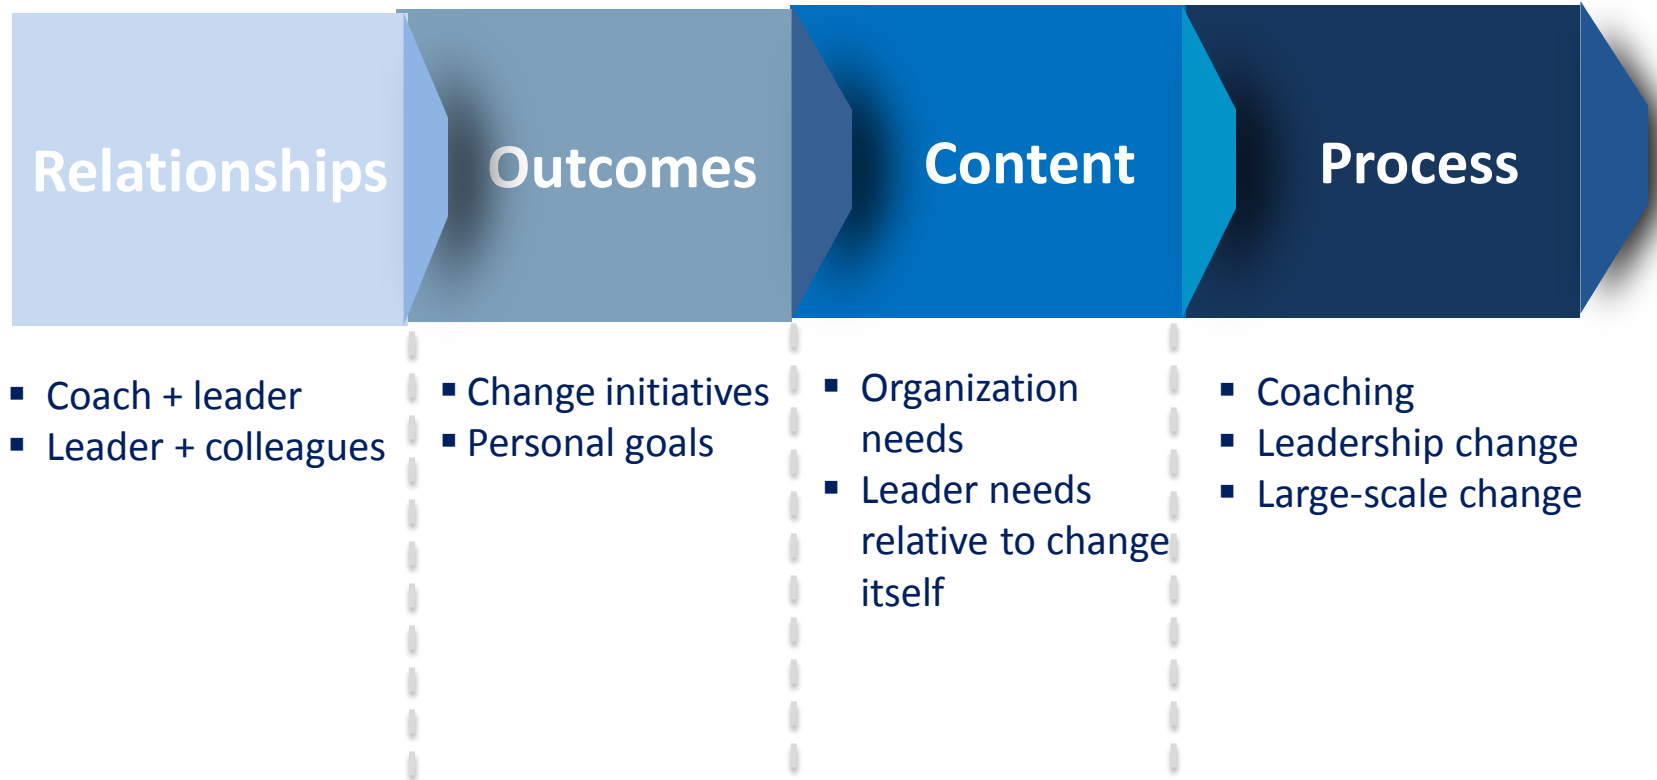 Relationships
Outcomes
Content
Process
▪ Coach + leader
▪ Leader + colleagues
▪ Change initiatives
▪ Personal goals
▪ Organization
needs
▪ Leader needs
relative to change
itself
▪ Coaching
▪ Leadership change
▪ Large-scale change